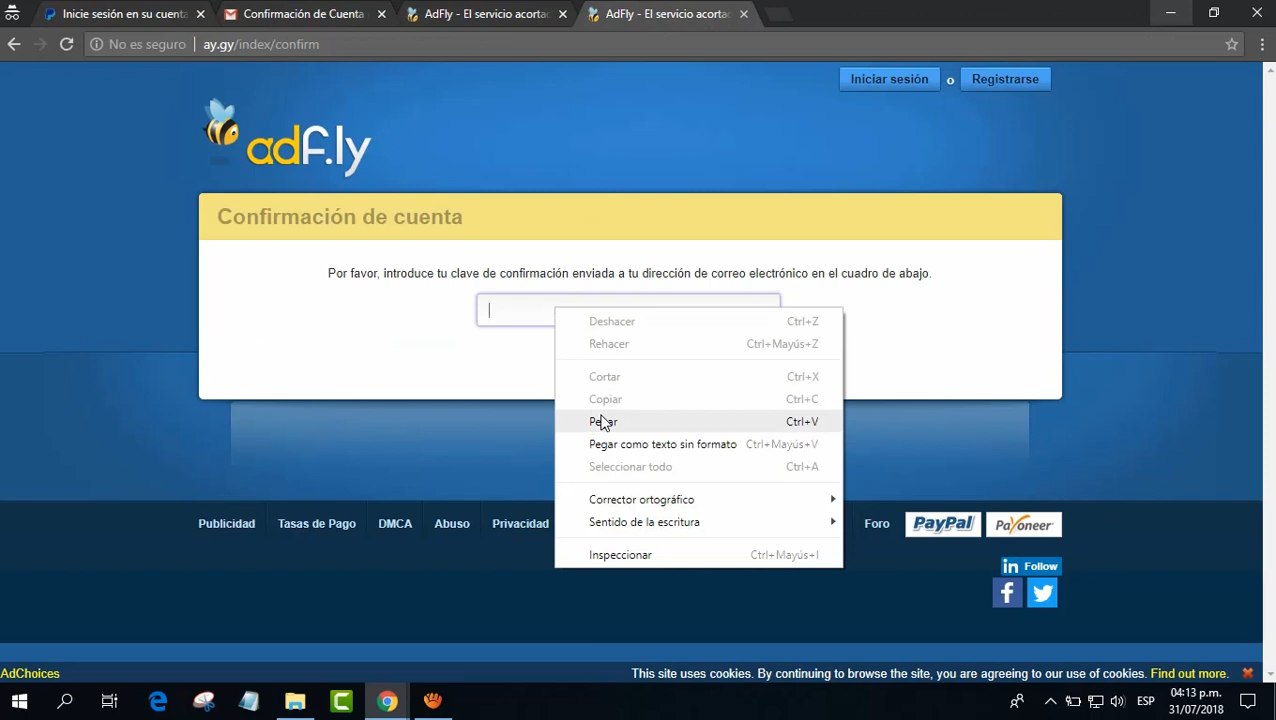 Inicie sesión en su cuenta
Confirmación de Cuenta
AdFly - El servicio acorta
AdFly - El servicio acorta
No es seguro
ay.gy/index/confirm
Iniciar sesión o Registrarse
adf.ly
Confirmación de cuenta
Por favor, introduce tu clave de confirmación enviada a tu dirección de correo electrónico en el cuadro de abajo.
Deshacer Ctrl+Z
Rehacer Ctrl+Mayús+Z
Cortar Ctrl+X
Copiar Ctrl+C
Pegar Ctrl+V
Pegar como texto sin formato Ctrl+Mayús+V
Seleccionar todo Ctrl+A
Corrector ortográfico
Sentido de la escritura
Inspeccionar Ctrl+Mayús+I
Publicidad Tasas de Pago DMCA Abuso Privacidad Foro PayPal Payoneer
in Follow
AdChoices
This site uses cookies. By continuing to browse the site, you are agreeing to our use of cookies. Find out more.
ESP
04:13 p.m.
31/07/2018